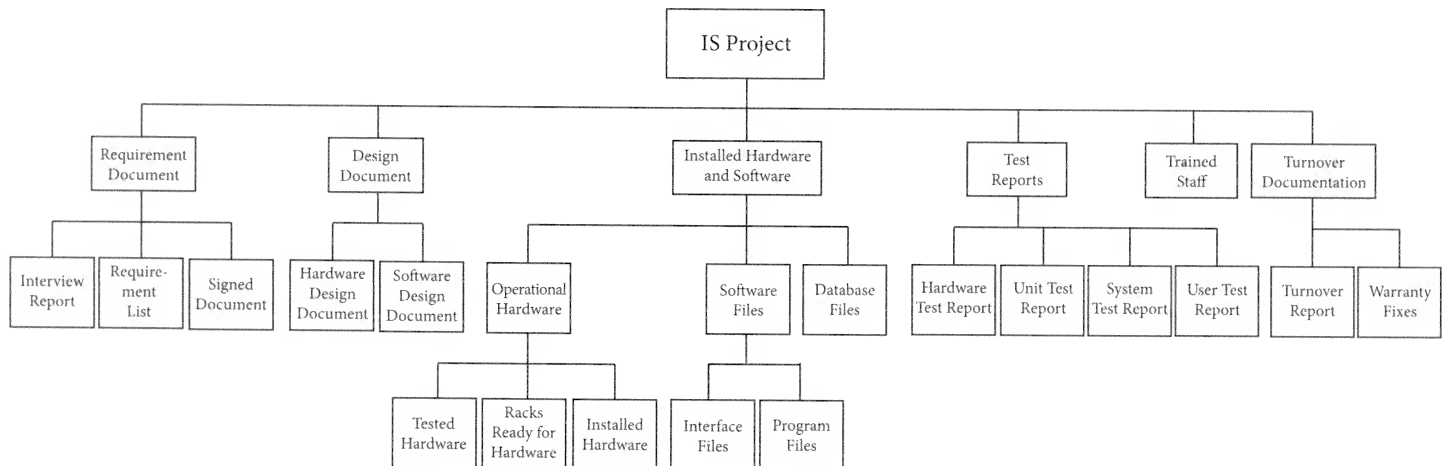 IS Project
Requirement
Document
Design
Document
Installed Hardware
and Software
Test
Reports
Trained
Staff
Turnover
Documentation
Interview
Report
Require-
ment
List
Signed
Document
Hardware
Design
Document
Software
Design
Document
Operational
Hardware
Software
Files
Database
Files
Hardware
Test Report
Unit Test
Report
System
Test Report
User Test
Report
Turnover
Report
Warranty
Fixes
Tested
Hardware
Racks
Ready for
Hardware
Installed
Hardware
Interface
Files
Program
Files